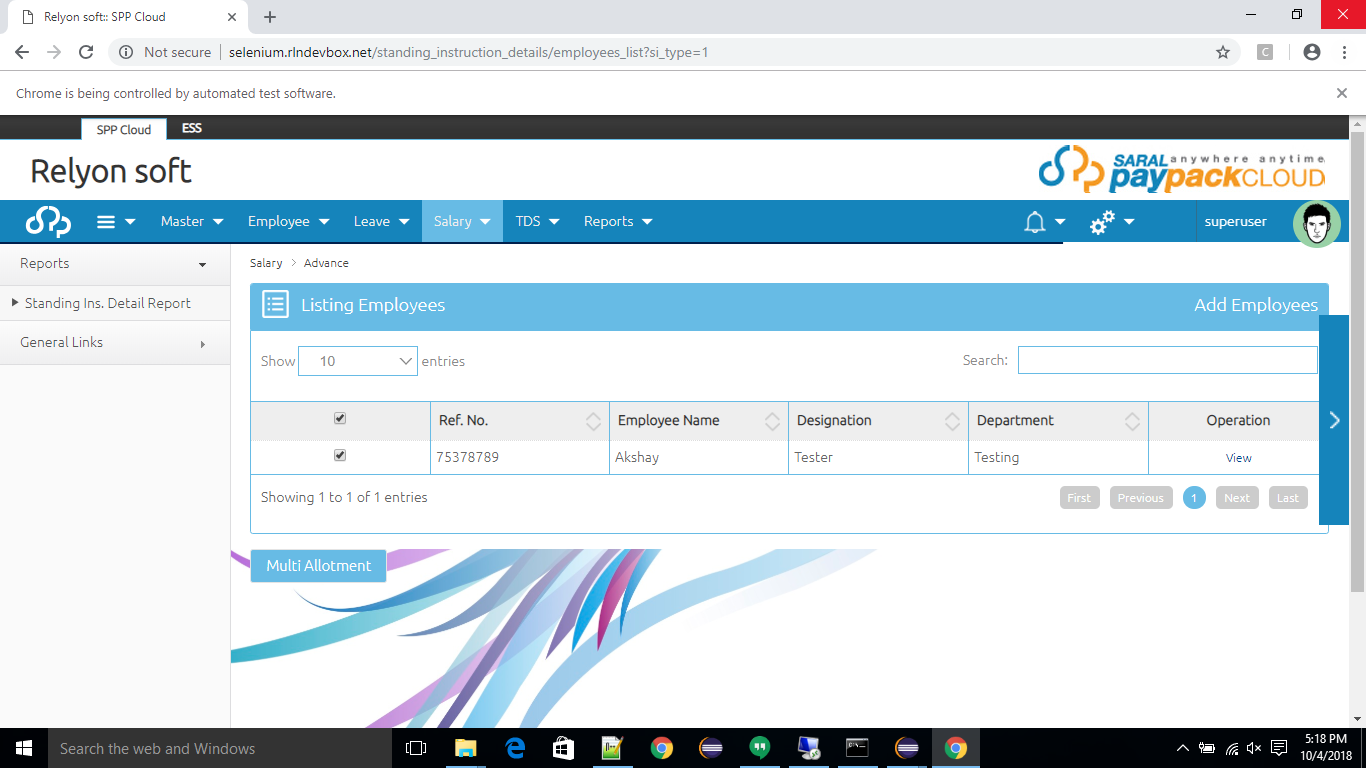 Relyon soft:: SPP Cloud
Not secure selenium.rlndevbox.net/standing_instruction_details/employees_list?si_type=1
C
Chrome is being controlled by automated test software.
SPP Cloud ESS
Relyon soft
SARAL anywhere anytime
paypackCLOUD
Master Employee Leave Salary TDS Reports superuser
Reports
Salary > Advance
Standing Ins. Detail Report
General Links
Listing Employees Add Employees
Show 10 entries Search:
Ref. No. Employee Name Designation Department Operation
75378789 Akshay Tester Testing View
Showing 1 to 1 of 1 entries First Previous 1 Next Last
Multi Allotment
Search the web and Windows
5:18 PM
10/4/2018